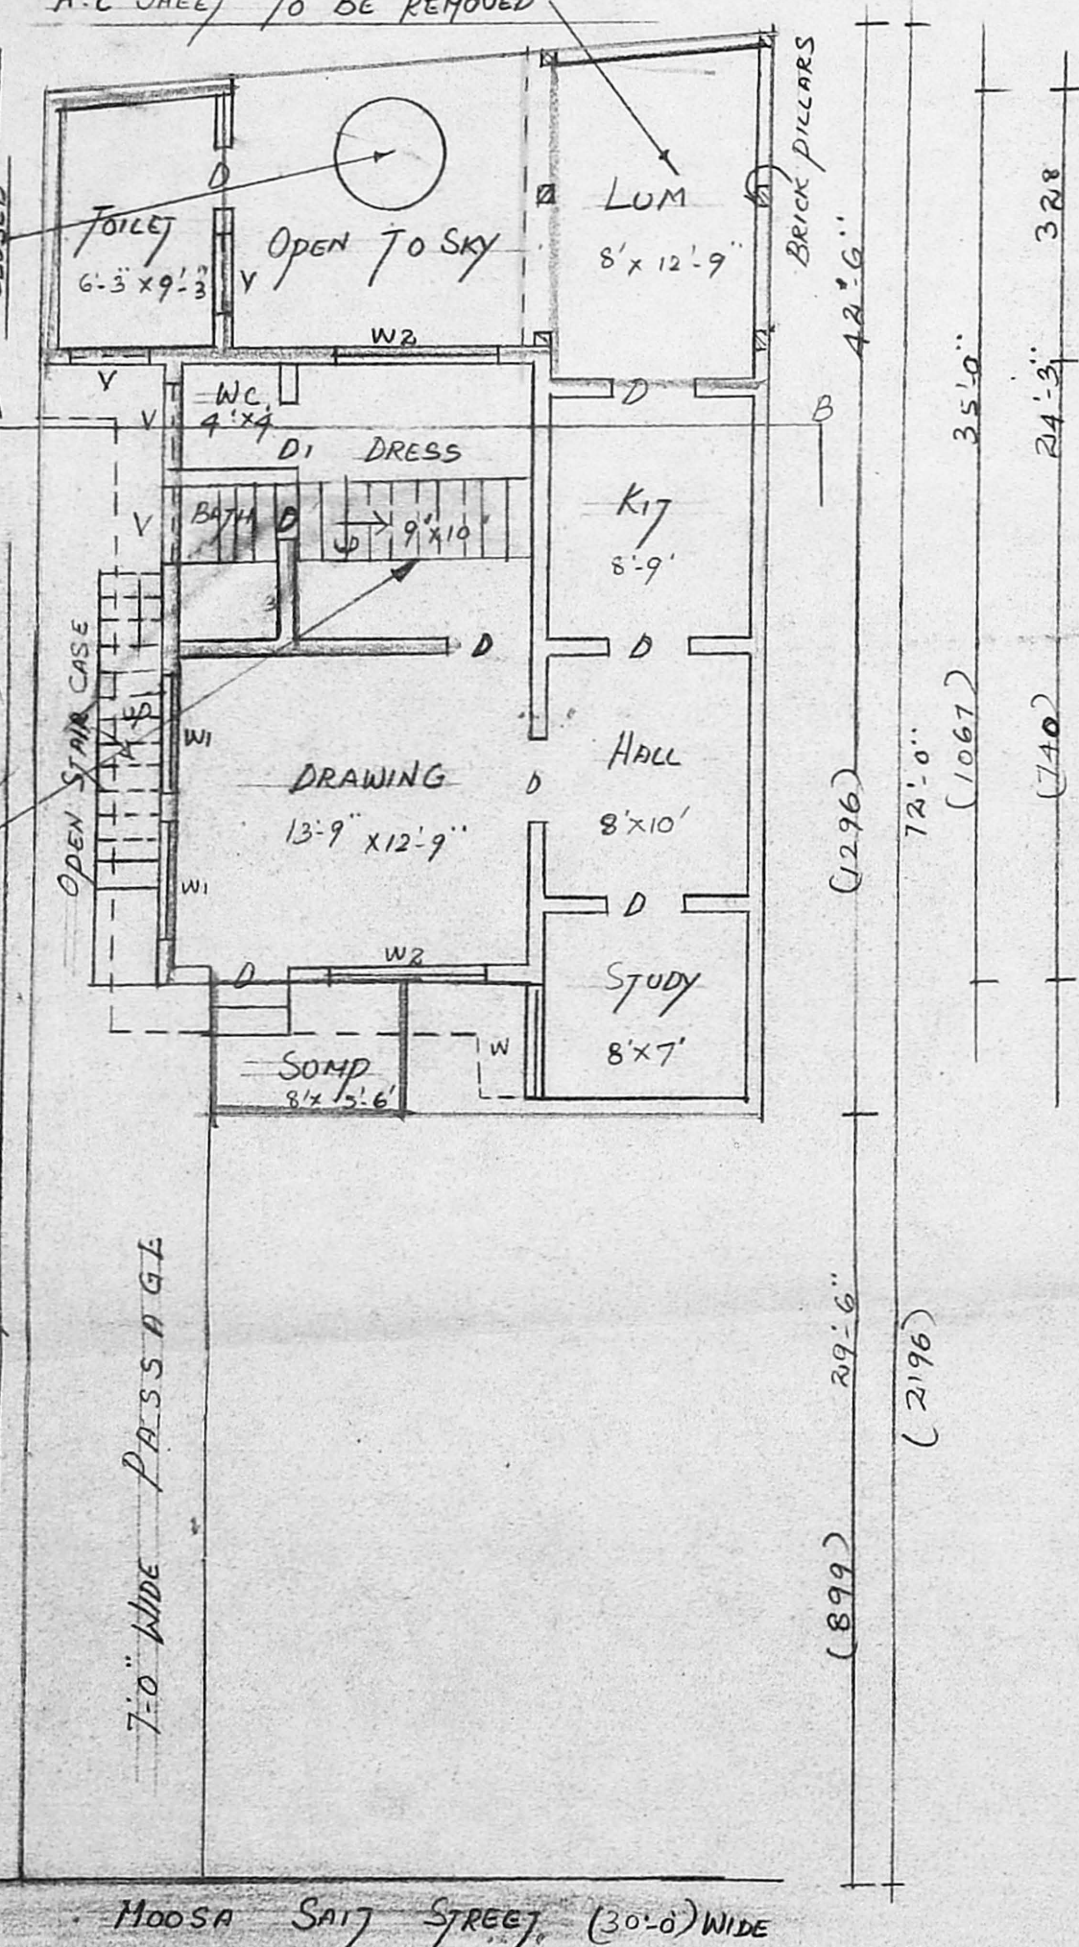 A.C SHEET TO BE REMOVED
BRICK PILLARS
D
TOILET
6'-3" x 9'-3"
V
OPEN TO SKY
LUM
8' x 12'-9"
W2
V
WC.
4' x 4'
V
D1
DRESS
D
B
V
BATH
D
9' x 10'
KIT
8'-9'
D
D
OPEN STAIR CASE
W1
DRAWING
13'-9" x 12'-9"
D
HALL
8' x 10'
W1
D
W2
D
STUDY
8' x 7'
W
SOMP
8' x 5'-6'
7'-0" WIDE PASSAGE
42'-6"
(1296)
29'-6"
(899)
72'-0"
(2196)
35'-0"
(1067)
328
24'-3"
(740)
MOOSA SAIT STREET (30'-0) WIDE